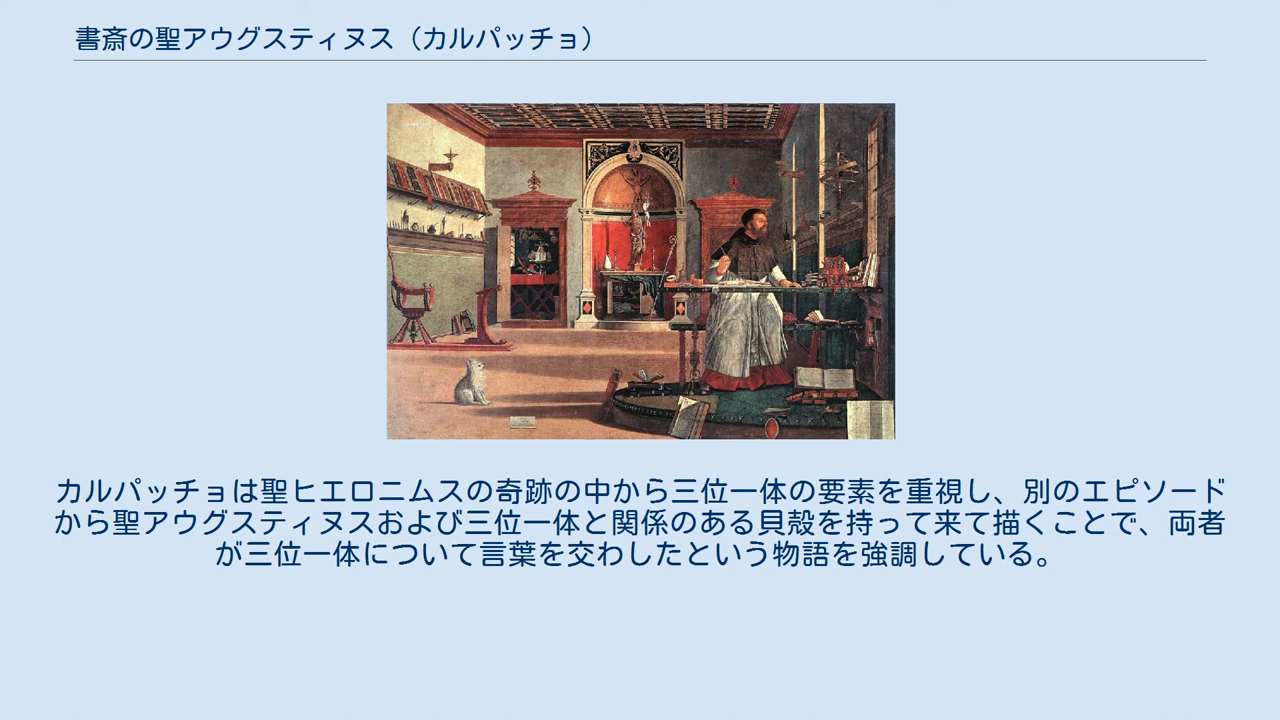 書斎の聖アウグスティヌス（カルパッチョ）
カルパッチョは聖ヒエロニムスの奇跡の中から三位一体の要素を重視し、別のエピソード
から聖アウグスティヌスおよび三位一体と関係のある貝殻を持って来て描くことで、両者
が三位一体について言葉を交わしたという物語を強調している。